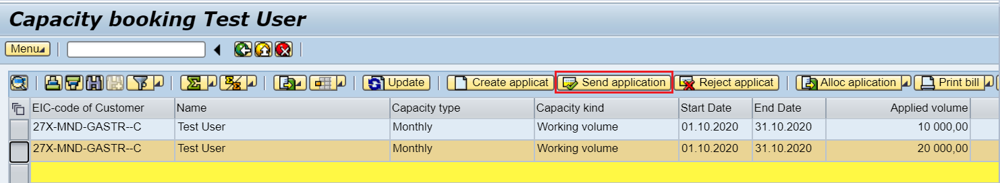 Capacity booking Test User
Menu
Update Create applicat Send application Reject applicat Alloc aplication Print bill
EIC-code of Customer Name Capacity type Capacity kind Start Date End Date Applied volume
27X-MND-GASTR--C Test User Monthly Working volume 01.10.2020 31.10.2020 10 000,00
27X-MND-GASTR--C Test User Monthly Working volume 01.10.2020 31.10.2020 20 000,00